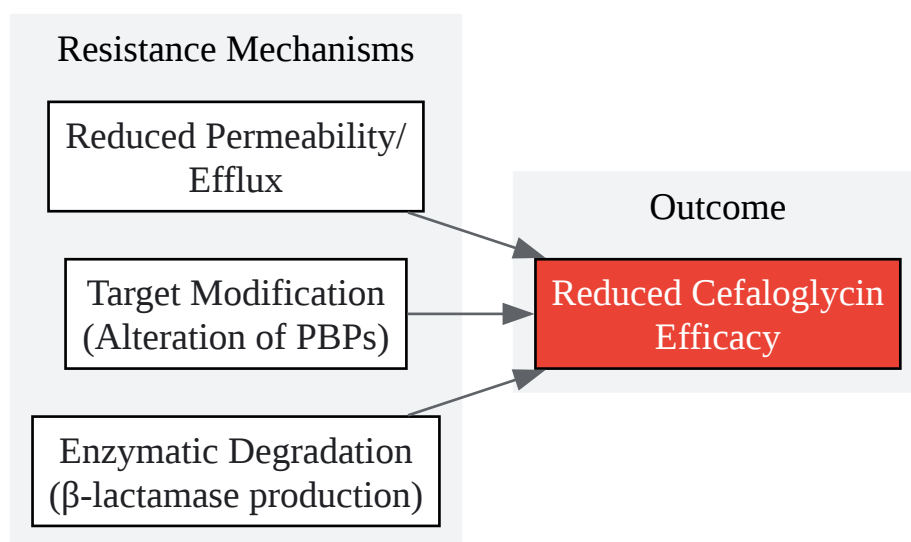 Resistance Mechanisms
Reduced Permeability/
Efflux
Target Modification
(Alteration of PBPs)
Enzymatic Degradation
(β-lactamase production)
Outcome
Reduced Cefaloglycin
Efficacy